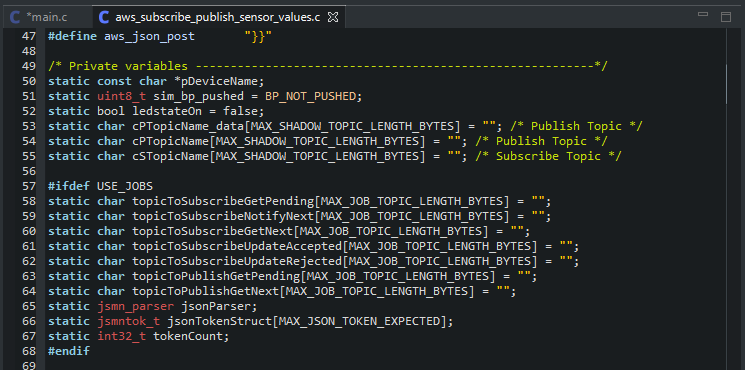 *main.c aws_subscribe_publish_sensor_values.c
47 #define aws_json_post "}}"
48
49 /* Private variables ---------------------------------------------------------*/
50 static const char *pDeviceName;
51 static uint8_t sim_bp_pushed = BP_NOT_PUSHED;
52 static bool ledstateOn = false;
53 static char cPTopicName_data[MAX_SHADOW_TOPIC_LENGTH_BYTES] = ""; /* Publish Topic */
54 static char cPTopicName[MAX_SHADOW_TOPIC_LENGTH_BYTES] = ""; /* Publish Topic */
55 static char cSTopicName[MAX_SHADOW_TOPIC_LENGTH_BYTES] = ""; /* Subscribe Topic */
56
57 #ifdef USE_JOBS
58 static char topicToSubscribeGetPending[MAX_JOB_TOPIC_LENGTH_BYTES] = "";
59 static char topicToSubscribeNotifyNext[MAX_JOB_TOPIC_LENGTH_BYTES] = "";
60 static char topicToSubscribeGetNext[MAX_JOB_TOPIC_LENGTH_BYTES] = "";
61 static char topicToSubscribeUpdateAccepted[MAX_JOB_TOPIC_LENGTH_BYTES] = "";
62 static char topicToSubscribeUpdateRejected[MAX_JOB_TOPIC_LENGTH_BYTES] = "";
63 static char topicToPublishGetPending[MAX_JOB_TOPIC_LENGTH_BYTES] = "";
64 static char topicToPublishGetNext[MAX_JOB_TOPIC_LENGTH_BYTES] = "";
65 static jsmn_parser jsonParser;
66 static jsmntok_t jsonTokenStruct[MAX_JSON_TOKEN_EXPECTED];
67 static int32_t tokenCount;
68 #endif
69